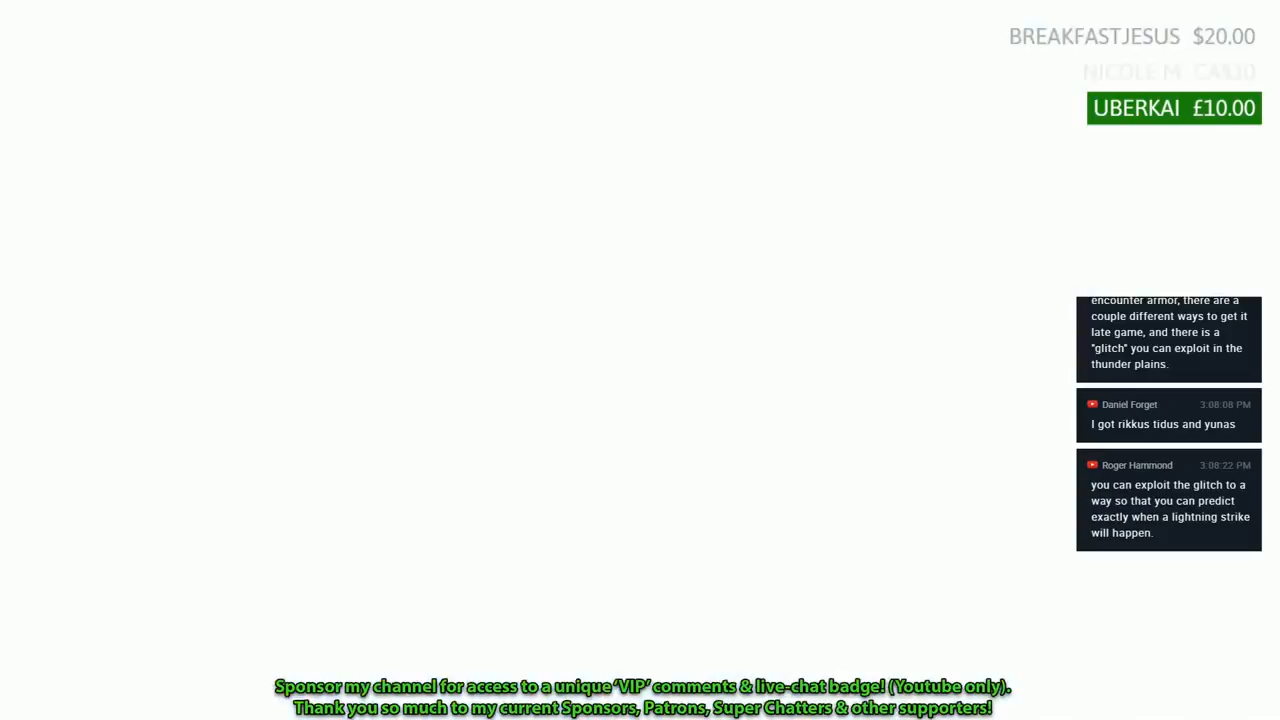 BREAKFASTJESUS $20.00
NICOLE M CA$10
UBERKAI £10.00
encounter armor, there are a
couple different ways to get it
late game, and there is a
"glitch" you can exploit in the
thunder plains.
Daniel Forget 3:08:08 PM
I got rikkus tidus and yunas
Roger Hammond 3:08:22 PM
you can exploit the glitch to a
way so that you can predict
exactly when a lightning strike
will happen.
Sponsor my channel for access to a unique 'VIP' comments & live-chat badge! (Youtube only).
Thank you so much to my current Sponsors, Patrons, Super Chatters & other supporters!